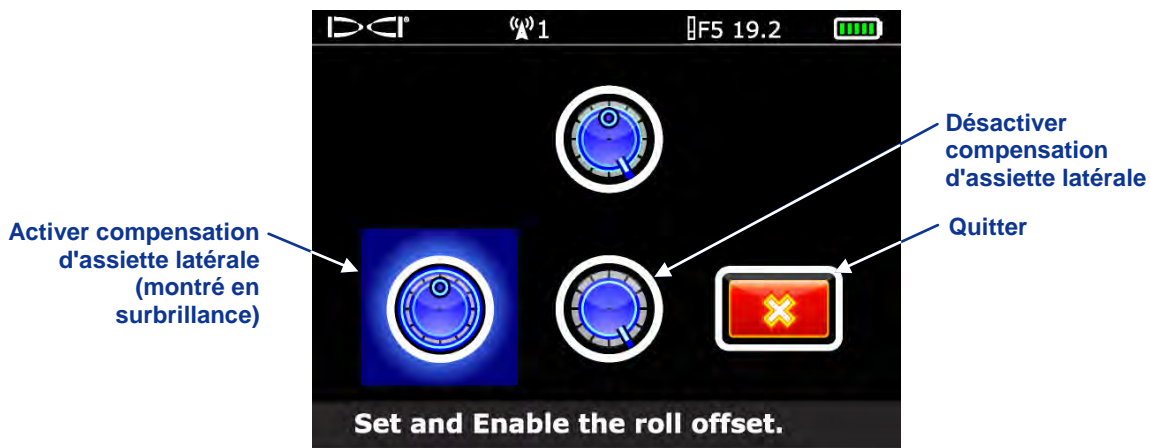 1
F5 19.2
Désactiver
compensation
d'assiette latérale
Activer compensation
d'assiette latérale
(montré en
surbrillance)
Quitter
Set and Enable the roll offset.